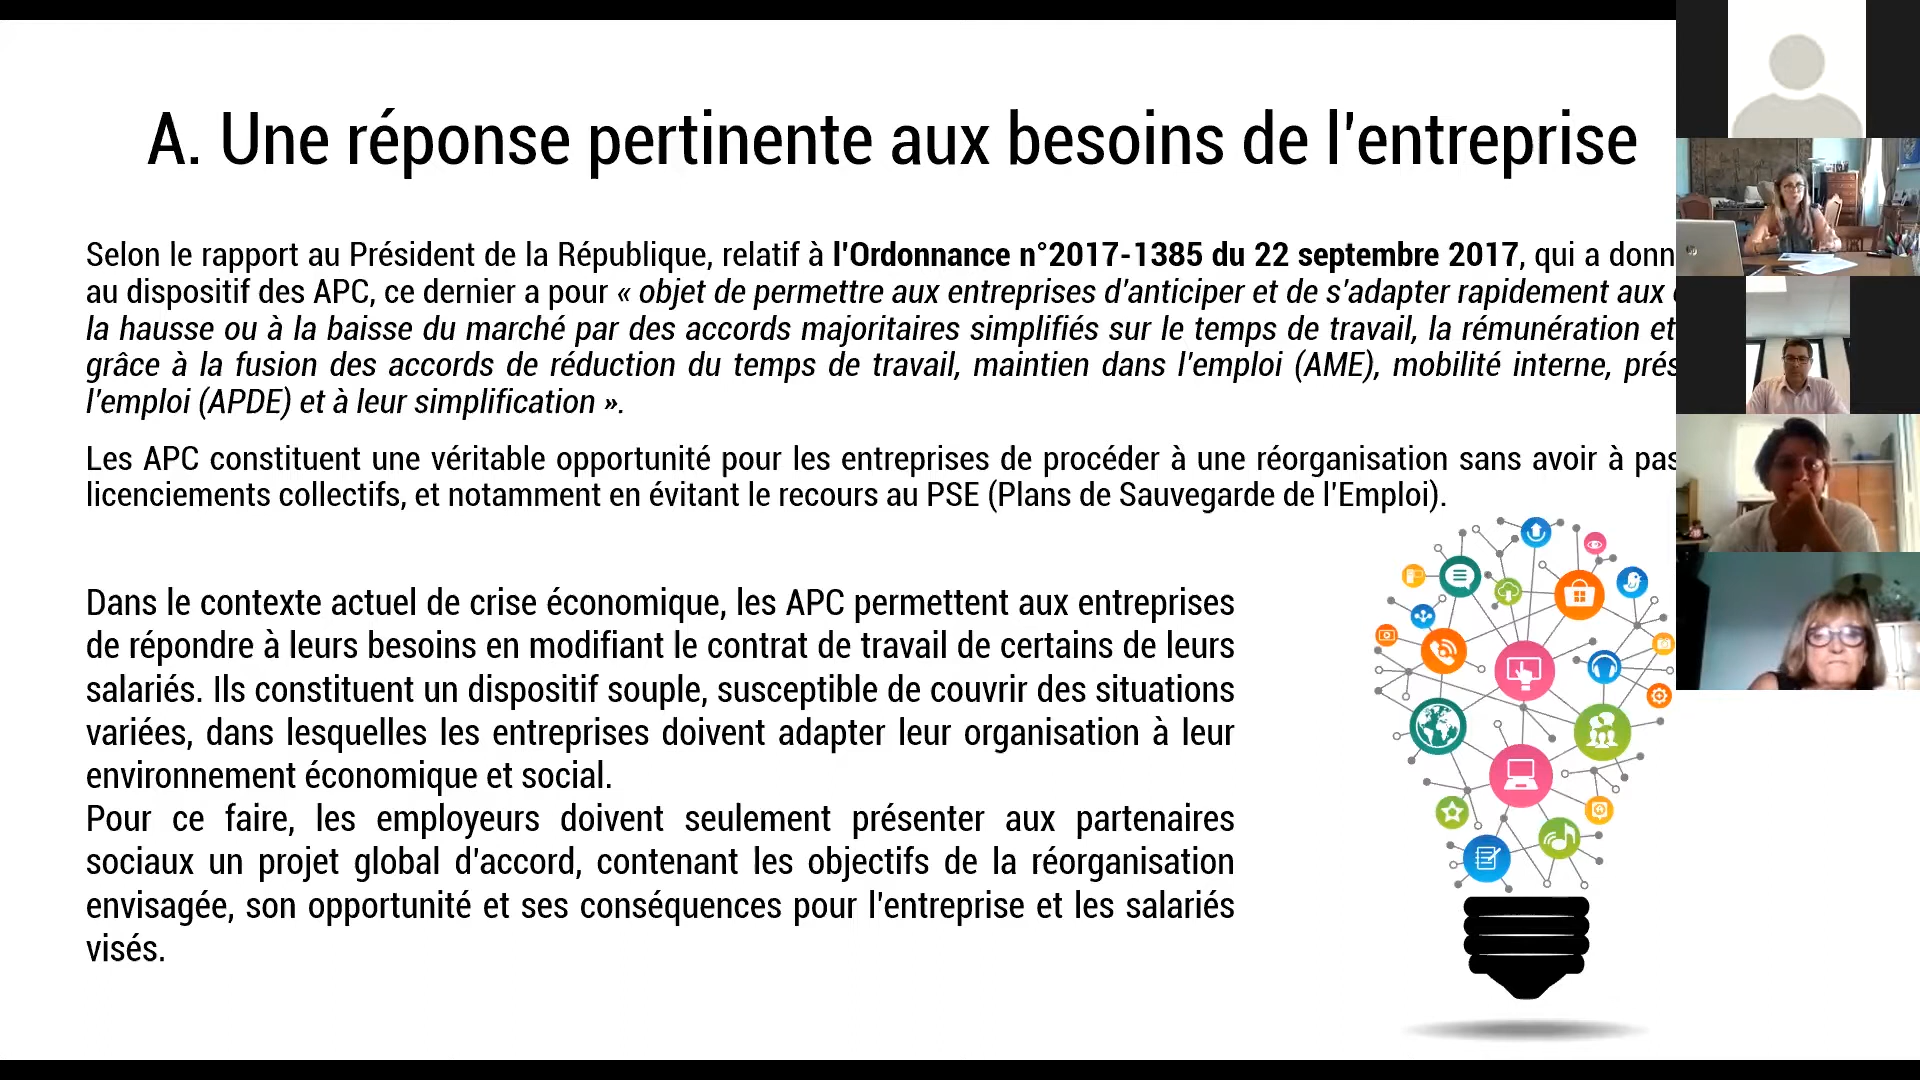 A. Une réponse pertinente aux besoins de l'entreprise
Selon le rapport au Président de la République, relatif à l'Ordonnance n°2017-1385 du 22 septembre 2017, qui a donn
au dispositif des APC, ce dernier a pour « objet de permettre aux entreprises d'anticiper et de s'adapter rapidement aux
la hausse ou à la baisse du marché par des accords majoritaires simplifiés sur le temps de travail, la rémunération et
grâce à la fusion des accords de réduction du temps de travail, maintien dans l'emploi (AME), mobilité interne, prés
l'emploi (APDE) et à leur simplification ».
Les APC constituent une véritable opportunité pour les entreprises de procéder à une réorganisation sans avoir à pas
licenciements collectifs, et notamment en évitant le recours au PSE (Plans de Sauvegarde de l'Emploi).
Dans le contexte actuel de crise économique, les APC permettent aux entreprises
de répondre à leurs besoins en modifiant le contrat de travail de certains de leurs
salariés. Ils constituent un dispositif souple, susceptible de couvrir des situations
variées, dans lesquelles les entreprises doivent adapter leur organisation à leur
environnement économique et social.
Pour ce faire, les employeurs doivent seulement présenter aux partenaires
sociaux un projet global d'accord, contenant les objectifs de la réorganisation
envisagée, son opportunité et ses conséquences pour l'entreprise et les salariés
visés.